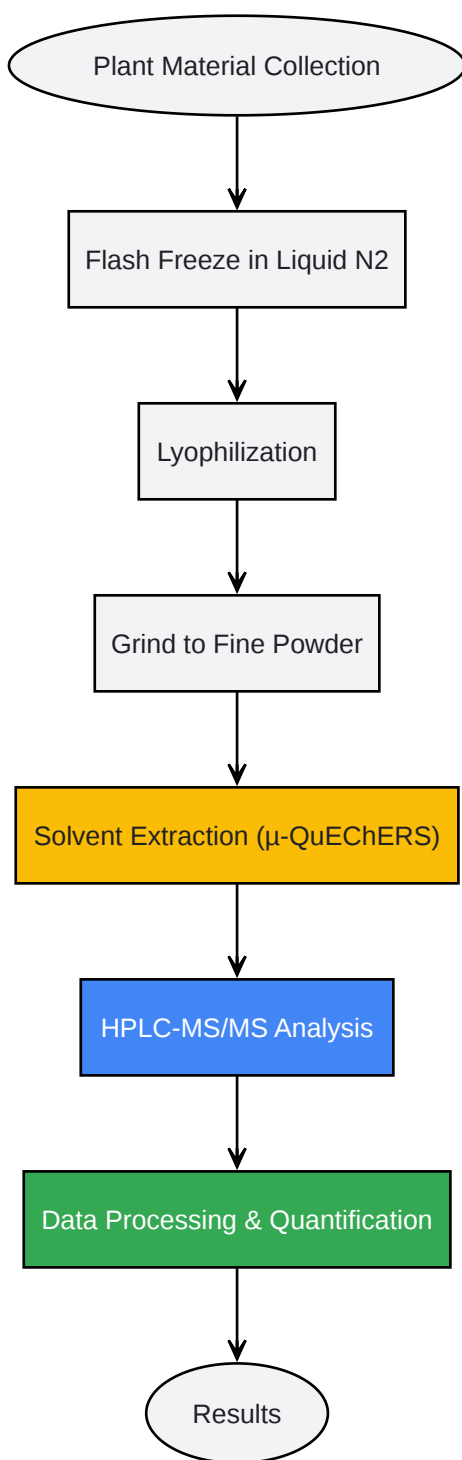 Plant Material Collection
Flash Freeze in Liquid N2
Lyophilization
Grind to Fine Powder
Solvent Extraction (µ-QuEChERS)
HPLC-MS/MS Analysis
Data Processing & Quantification
Results